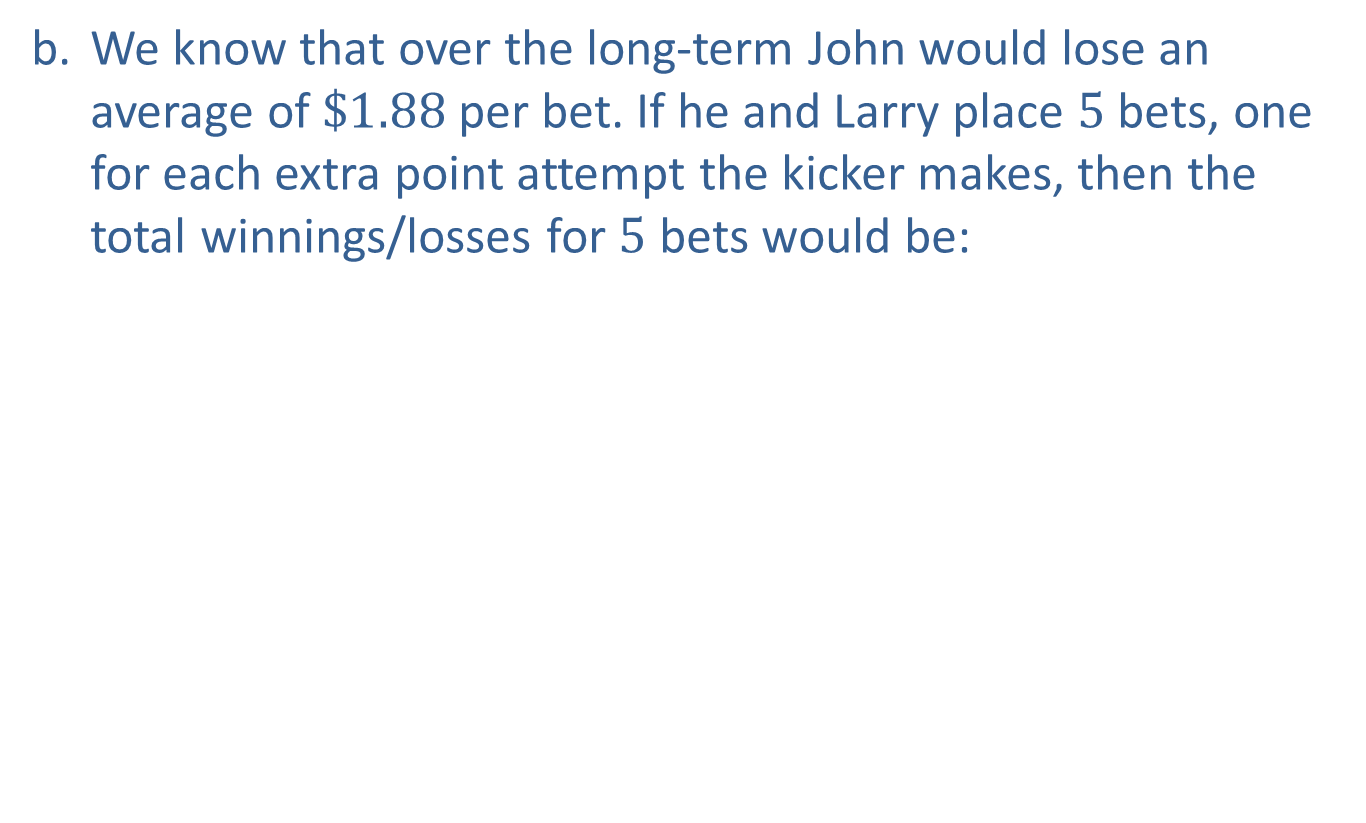 b. We know that over the long-term John would lose an
average of $1.88 per bet. If he and Larry place 5 bets, one
for each extra point attempt the kicker makes, then the
total winnings/losses for 5 bets would be: